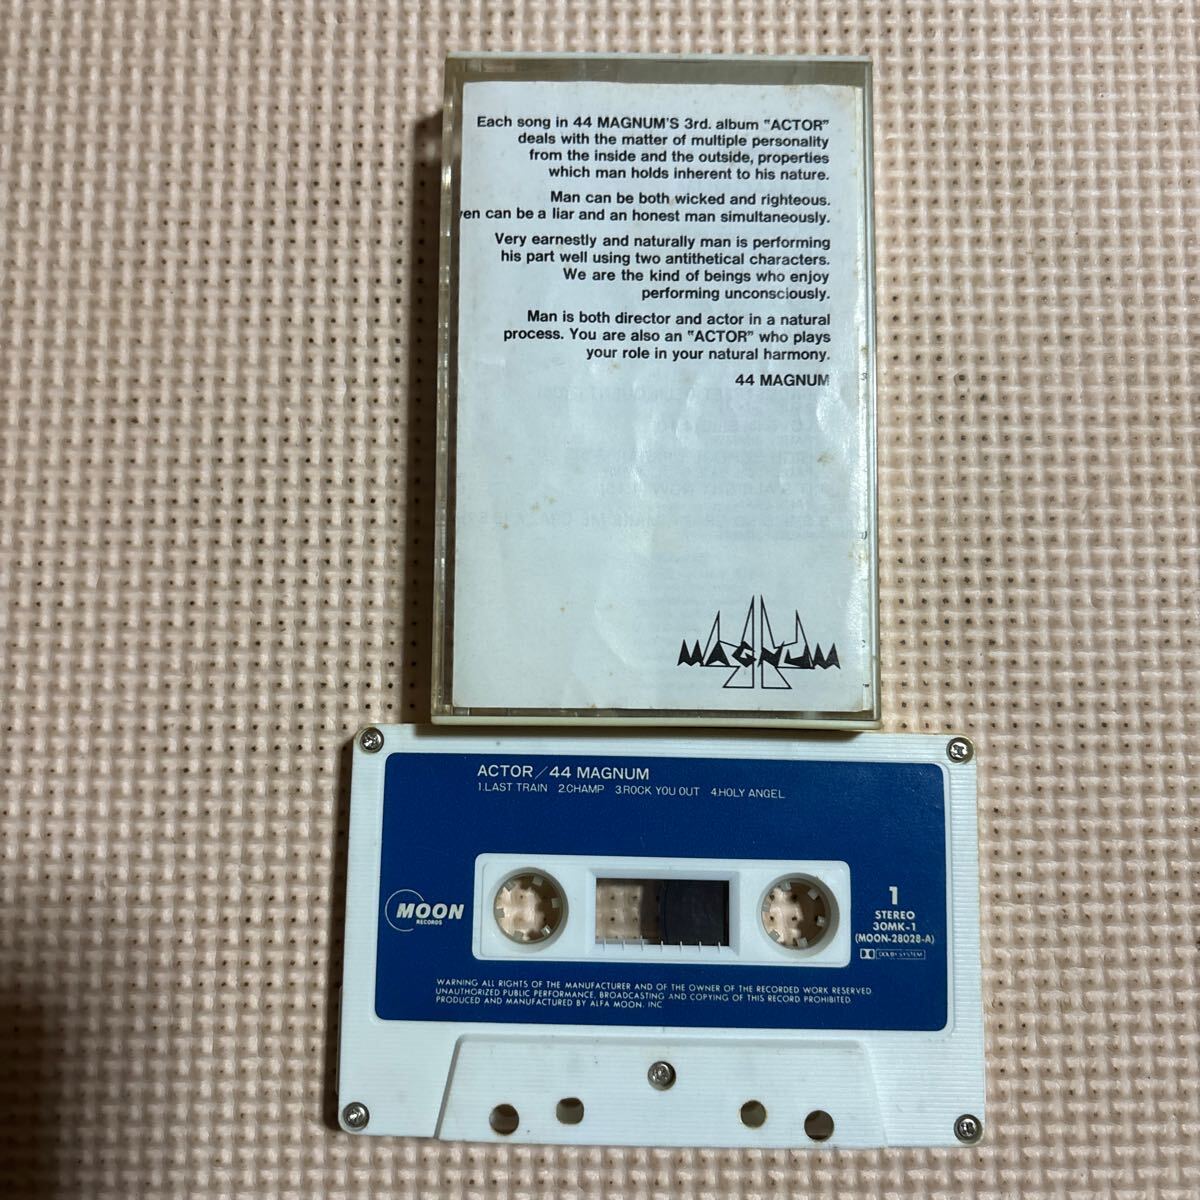 Each song in 44 MAGNUM'S 3rd. album "ACTOR"
deals with the matter of multiple personality
from the inside and the outside, properties
which man holds inherent to his nature.
Man can be both wicked and righteous.
can be a liar and an honest man simultaneously.
Very earnestly and naturally man is performing
his part well using two antithetical characters.
We are the kind of beings who enjoy
performing unconsciously.
Man is both director and actor in a natural
process. You are also an "ACTOR" who plays
your role in your natural harmony.
44 MAGNUM
44
MAGNUM
ACTOR/44 MAGNUM
1.LAST TRAIN 2.CHAMP 3.ROCK YOU OUT 4.HOLY ANGEL
MOON
RECORDS
1
STEREO
30MK-1
(MOON-28028-A)
DOLBY SYSTEM
WARNING ALL RIGHTS OF THE MANUFACTURER AND OF THE OWNER OF THE RECORDED WORK RESERVED
UNAUTHORIZED PUBLIC PERFORMANCE, BROADCASTING AND COPYING OF THIS RECORD PROHIBITED
PRODUCED AND MANUFACTURED BY ALFA MOON. INC